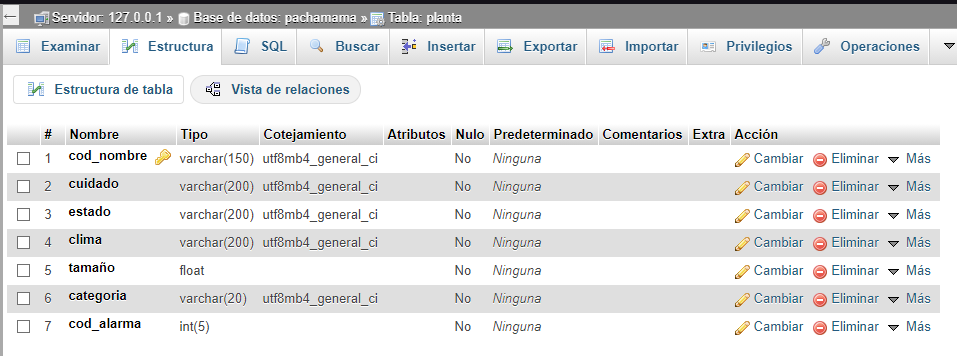 Servidor: 127.0.0.1 » Base de datos: pachamama » Tabla: planta
Examinar Estructura SQL Buscar Insertar Exportar Importar Privilegios Operaciones
Estructura de tabla Vista de relaciones
# Nombre Tipo Cotejamiento Atributos Nulo Predeterminado Comentarios Extra Acción
1 cod_nombre varchar(150) utf8mb4_general_ci No Ninguna Cambiar Eliminar Más
2 cuidado varchar(200) utf8mb4_general_ci No Ninguna Cambiar Eliminar Más
3 estado varchar(200) utf8mb4_general_ci No Ninguna Cambiar Eliminar Más
4 clima varchar(200) utf8mb4_general_ci No Ninguna Cambiar Eliminar Más
5 tamaño float No Ninguna Cambiar Eliminar Más
6 categoria varchar(20) utf8mb4_general_ci No Ninguna Cambiar Eliminar Más
7 cod_alarma int(5) No Ninguna Cambiar Eliminar Más